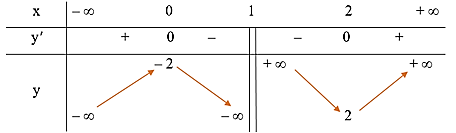 x – ∞ 0 1 2 + ∞
y′ + 0 – – 0 + 
– 2 + ∞ + ∞
y
– ∞ – ∞ 2